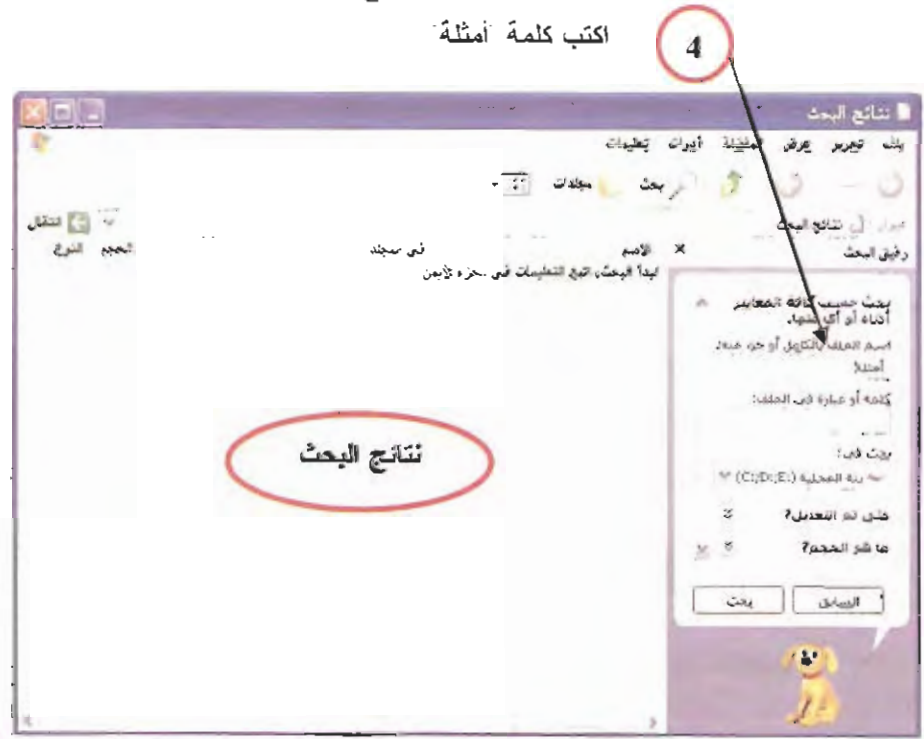 اكتب كلمة "أمثلة"
4
نتائج البحث
ملف تحرير عرض المفضلة أدوات تعليمات
بحث مجلدات
نتائج البحث
انتقال
رفيق البحث
الاسم في مجلد الحجم النوع
لبدأ البحث، اتبع التعليمات في الأيمن
بحث حسب كافة المعايير
أدناه أو أي منها.
اسم الملف بالكامل أو جزء منه:
أمثلة
كلمة أو عبارة في الملف:
بحث في:
المحلية (C:;D:;E:)
متى تم التعديل؟
ما هو الحجم؟
السابق بحث
نتائج البحث